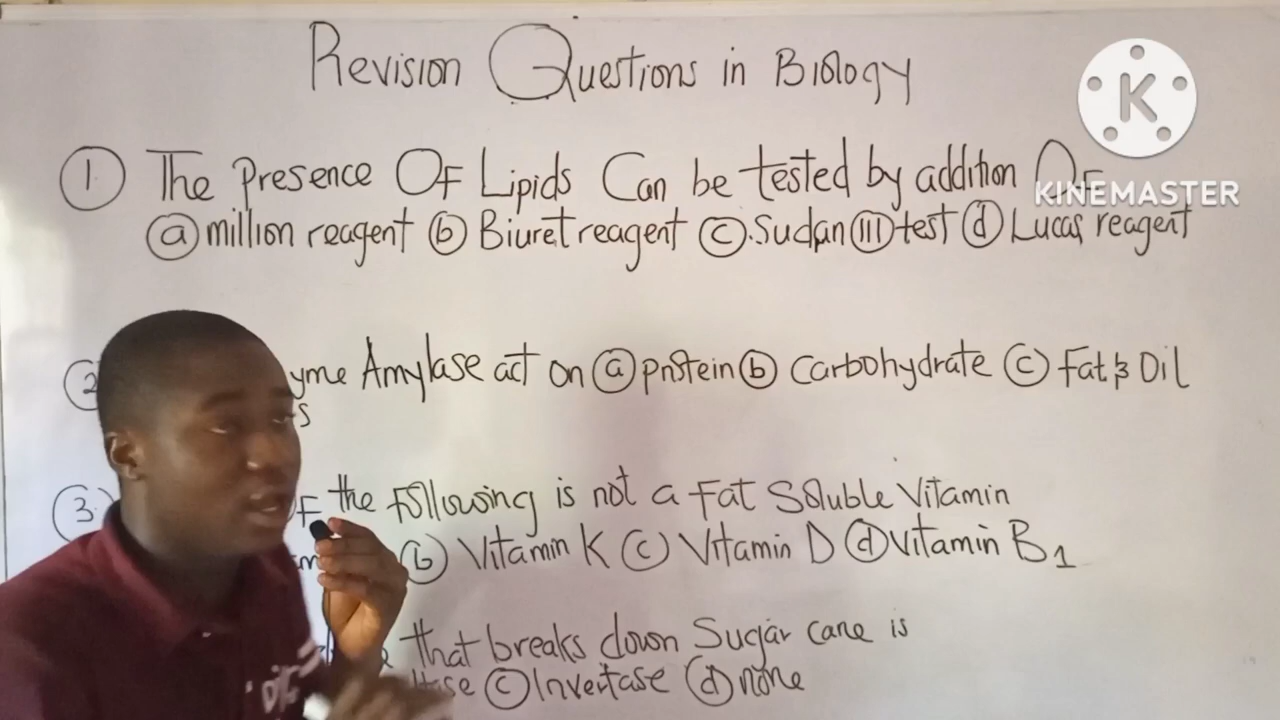 Revision Questions in Biology
K
① The Presence OF Lipids Can be tested by addition OF
KINEMASTER
ⓐ million reagent ⓑ Biuret reagent ⓒ Sudan (III) test ⓓ Lucas reagent
② yme Amylase act on ⓐ protein ⓑ Carbohydrate ⓒ Fat & Oil
s
③ OF the Following is not a Fat Soluble Vitamin
ⓑ Vitamin K ⓒ Vitamin D ⓓ Vitamin B₁
that breaks down Sugar cane is
ⓒ Invertase ⓓ none